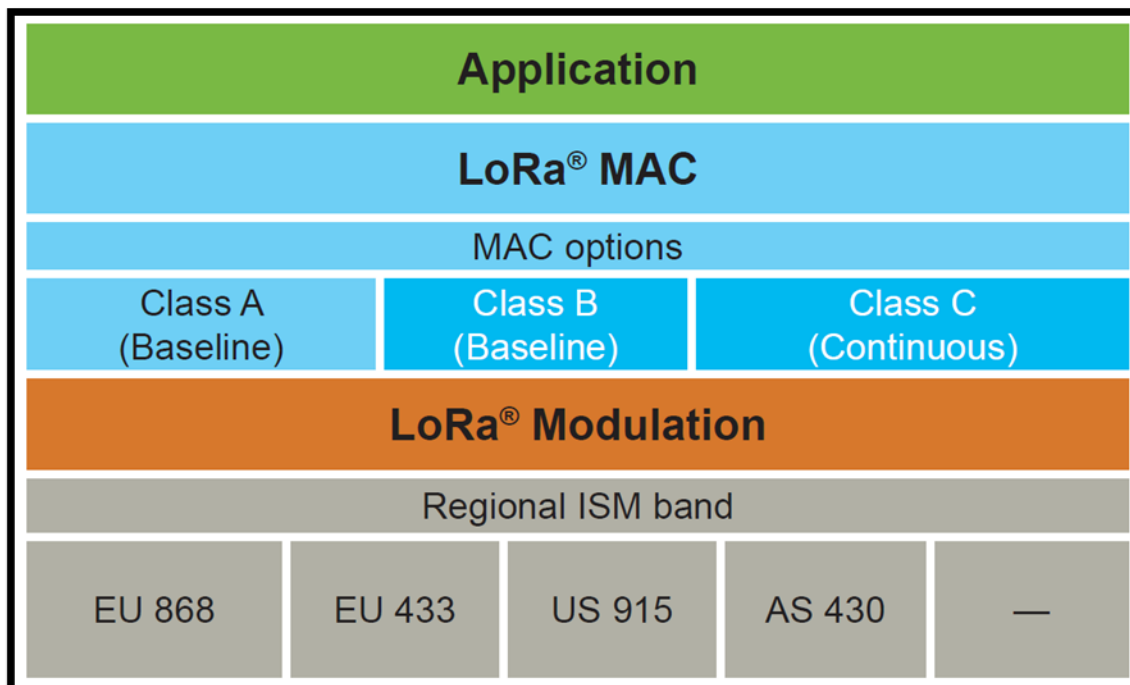 Application
LoRa® MAC
MAC options
Class A
(Baseline)
Class B
(Baseline)
Class C
(Continuous)
LoRa® Modulation
Regional ISM band
EU 868
EU 433
US 915
AS 430
—